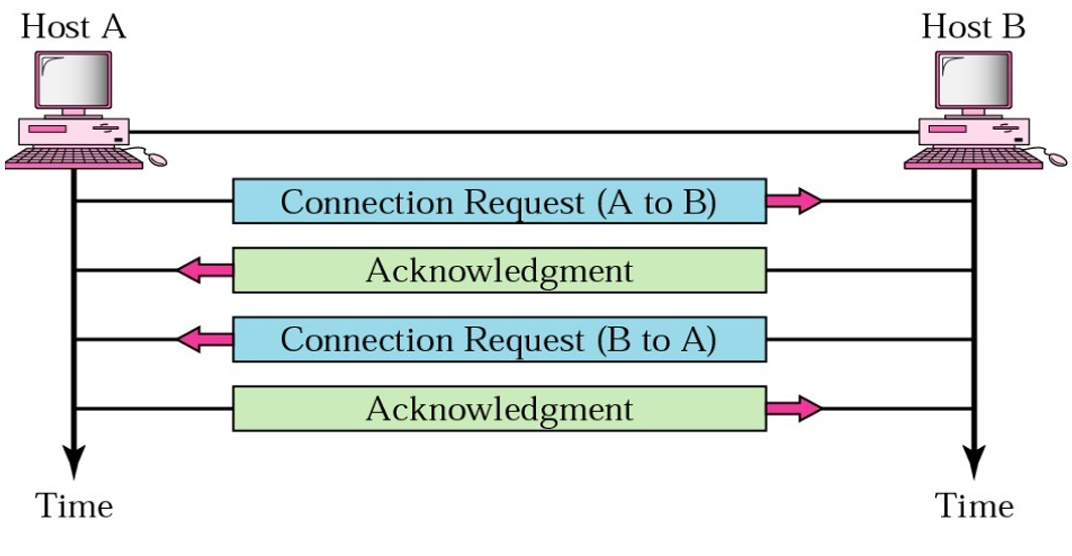 Host A
Host B
Connection Request (A to B)
Acknowledgment
Connection Request (B to A)
Acknowledgment
Time
Time